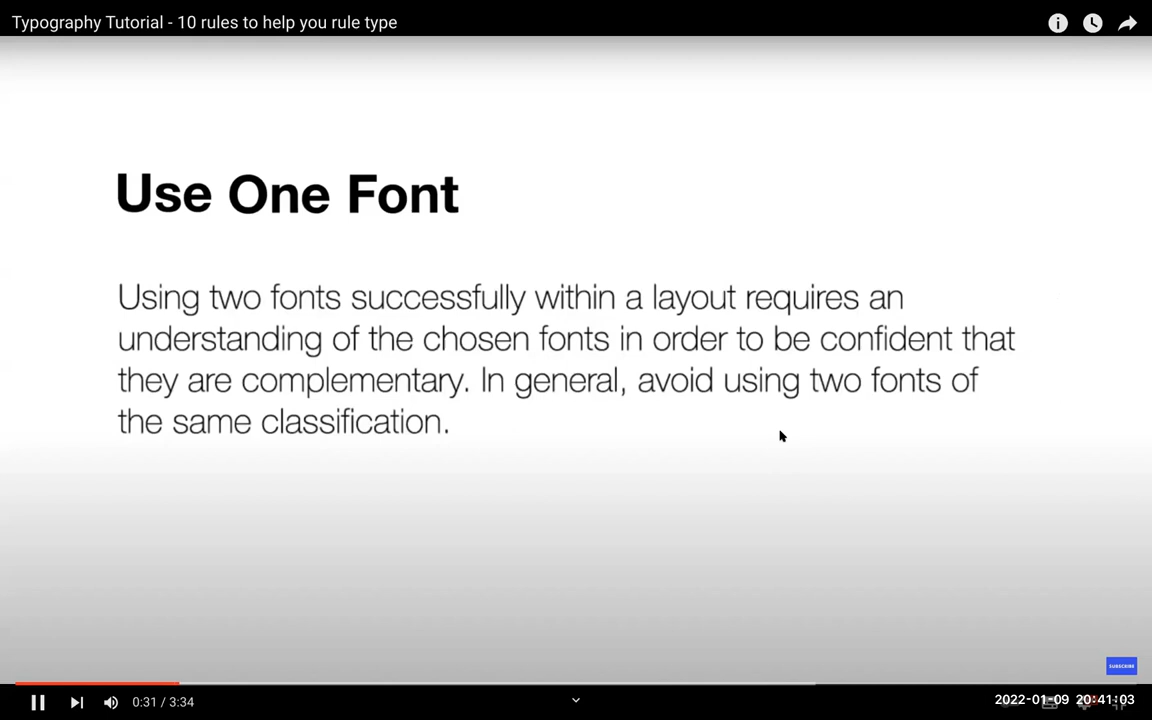 Typography Tutorial - 10 rules to help you rule type
Use One Font
Using two fonts successfully within a layout requires an
understanding of the chosen fonts in order to be confident that
they are complementary. In general, avoid using two fonts of
the same classification.
SUBSCRIBE
0:31 / 3:34
2022-01-09 20:41:03